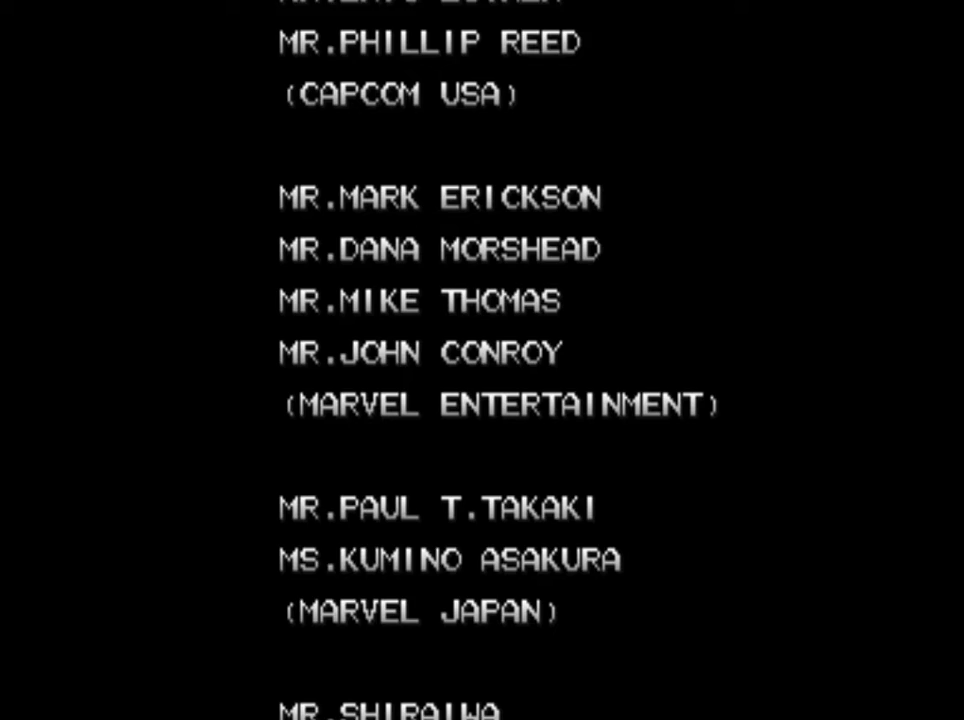 MR.PHILLIP REED
(CAPCOM USA)
MR.MARK ERICKSON
MR.DANA MORSHEAD
MR.MIKE THOMAS
MR.JOHN CONROY
(MARVEL ENTERTAINMENT)
MR.PAUL T.TAKAKI
MS.KUMINO ASAKURA
(MARVEL JAPAN)
MR.SHIRAIWA